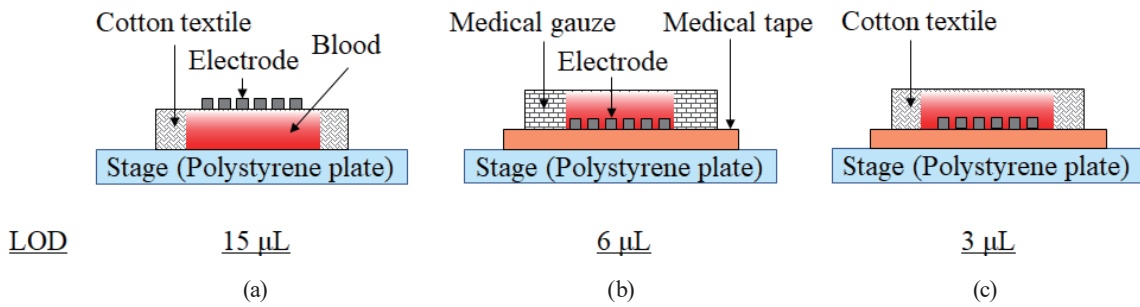 Cotton textile
Electrode
Blood
Stage (Polystyrene plate)
Medical gauze
Medical tape
Electrode
Stage (Polystyrene plate)
Cotton textile
Stage (Polystyrene plate)
LOD
15 μL
6 μL
3 μL
(a)
(b)
(c)